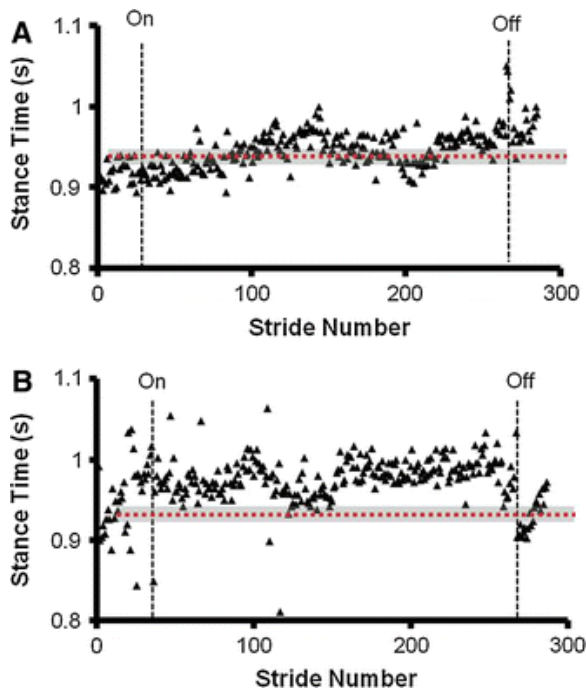 A
On
Off
1.1
1
0.9
0.8
Stance Time (s)
0
100
200
300
Stride Number
B
On
Off
1.1
1
0.9
0.8
Stance Time (s)
0
100
200
300
Stride Number